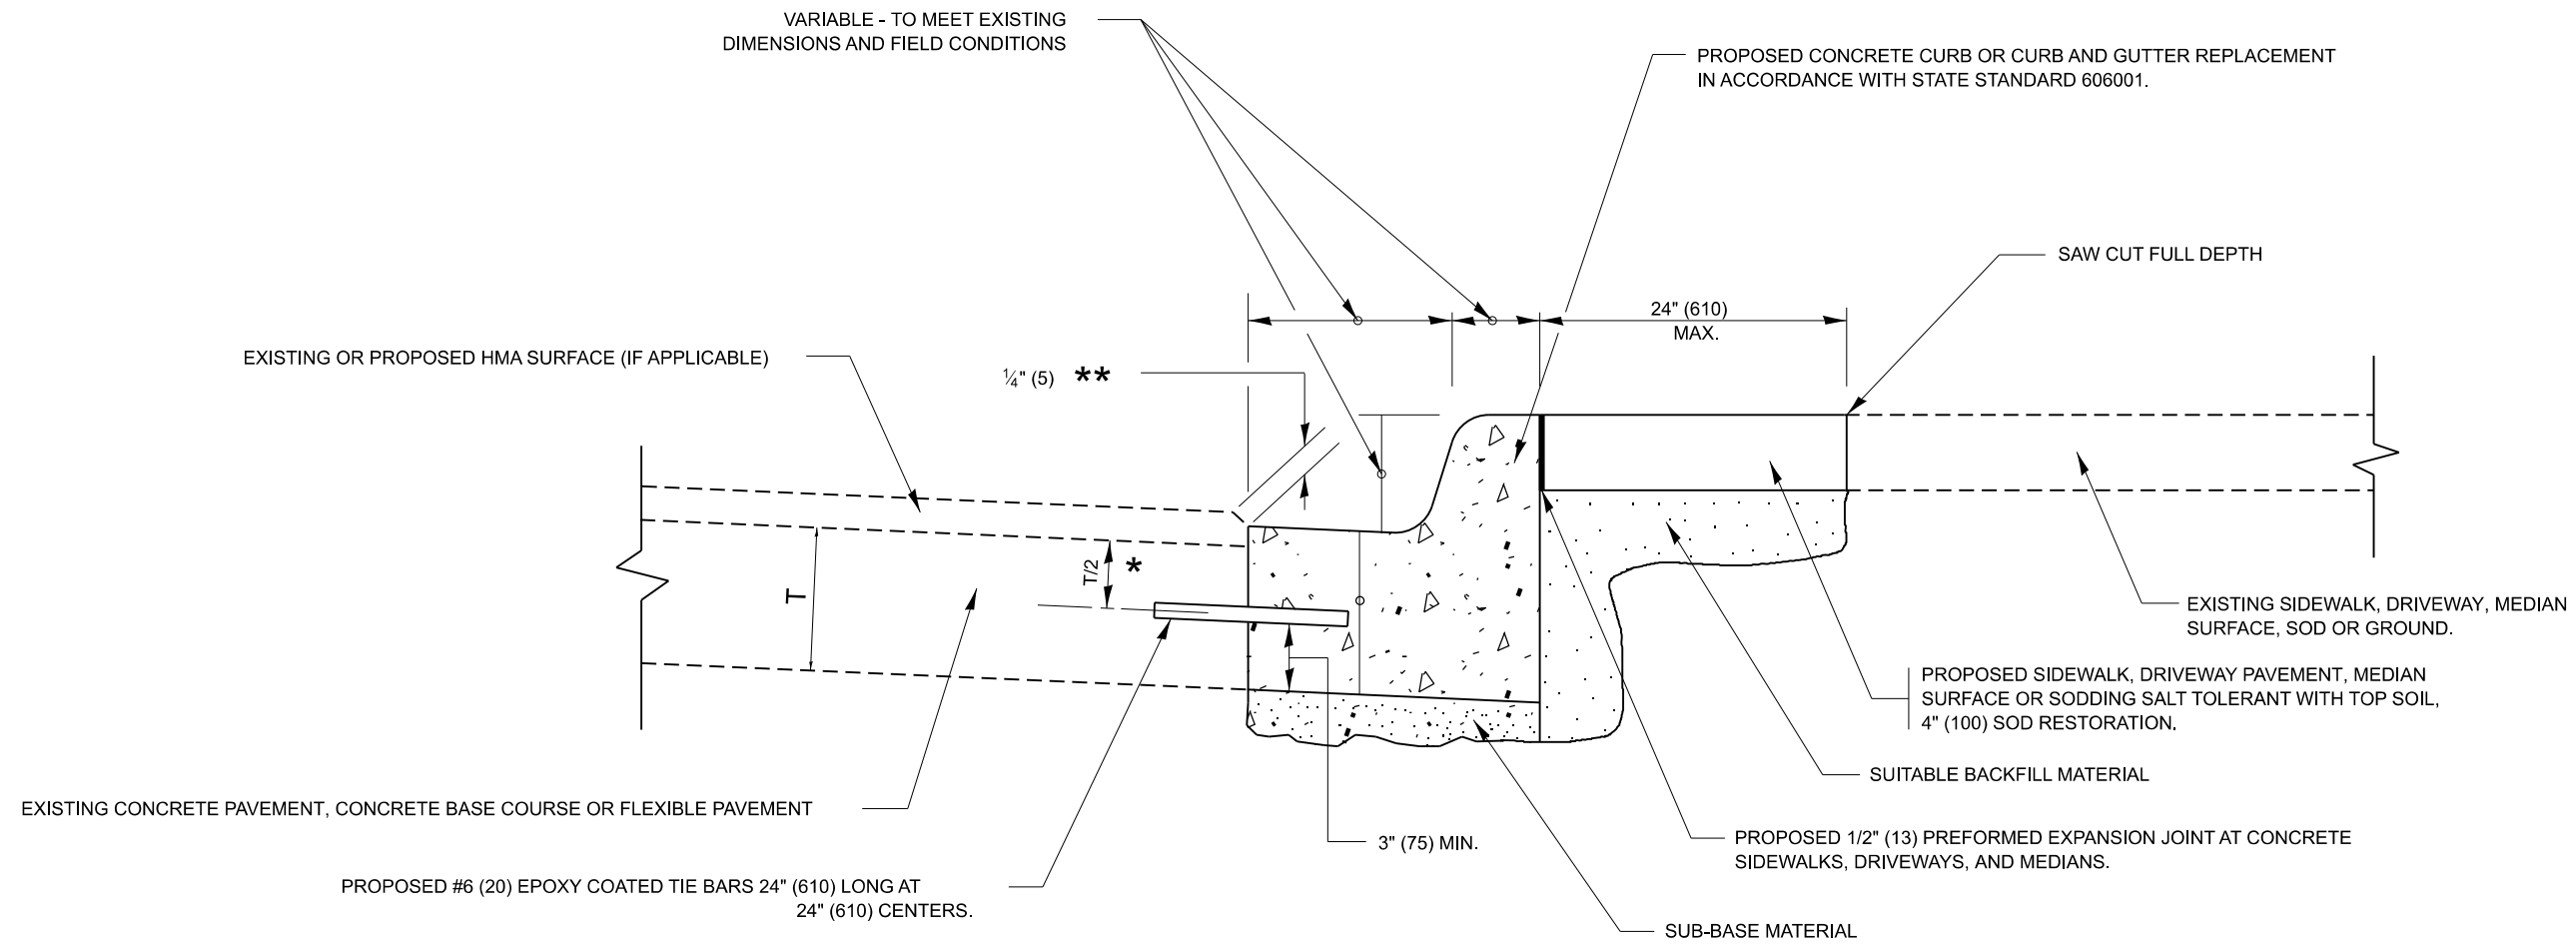 VARIABLE - TO MEET EXISTING
DIMENSIONS AND FIELD CONDITIONS
PROPOSED CONCRETE CURB OR CURB AND GUTTER REPLACEMENT
IN ACCORDANCE WITH STATE STANDARD 606001.
SAW CUT FULL DEPTH
24" (610)
MAX.
EXISTING OR PROPOSED HMA SURFACE (IF APPLICABLE)
¼" (5) **
T
T/2 *
EXISTING SIDEWALK, DRIVEWAY, MEDIAN
SURFACE, SOD OR GROUND.
PROPOSED SIDEWALK, DRIVEWAY PAVEMENT, MEDIAN
SURFACE OR SODDING SALT TOLERANT WITH TOP SOIL,
4" (100) SOD RESTORATION.
SUITABLE BACKFILL MATERIAL
EXISTING CONCRETE PAVEMENT, CONCRETE BASE COURSE OR FLEXIBLE PAVEMENT
3" (75) MIN.
PROPOSED 1/2" (13) PREFORMED EXPANSION JOINT AT CONCRETE
SIDEWALKS, DRIVEWAYS, AND MEDIANS.
PROPOSED #6 (20) EPOXY COATED TIE BARS 24" (610) LONG AT
24" (610) CENTERS.
SUB-BASE MATERIAL